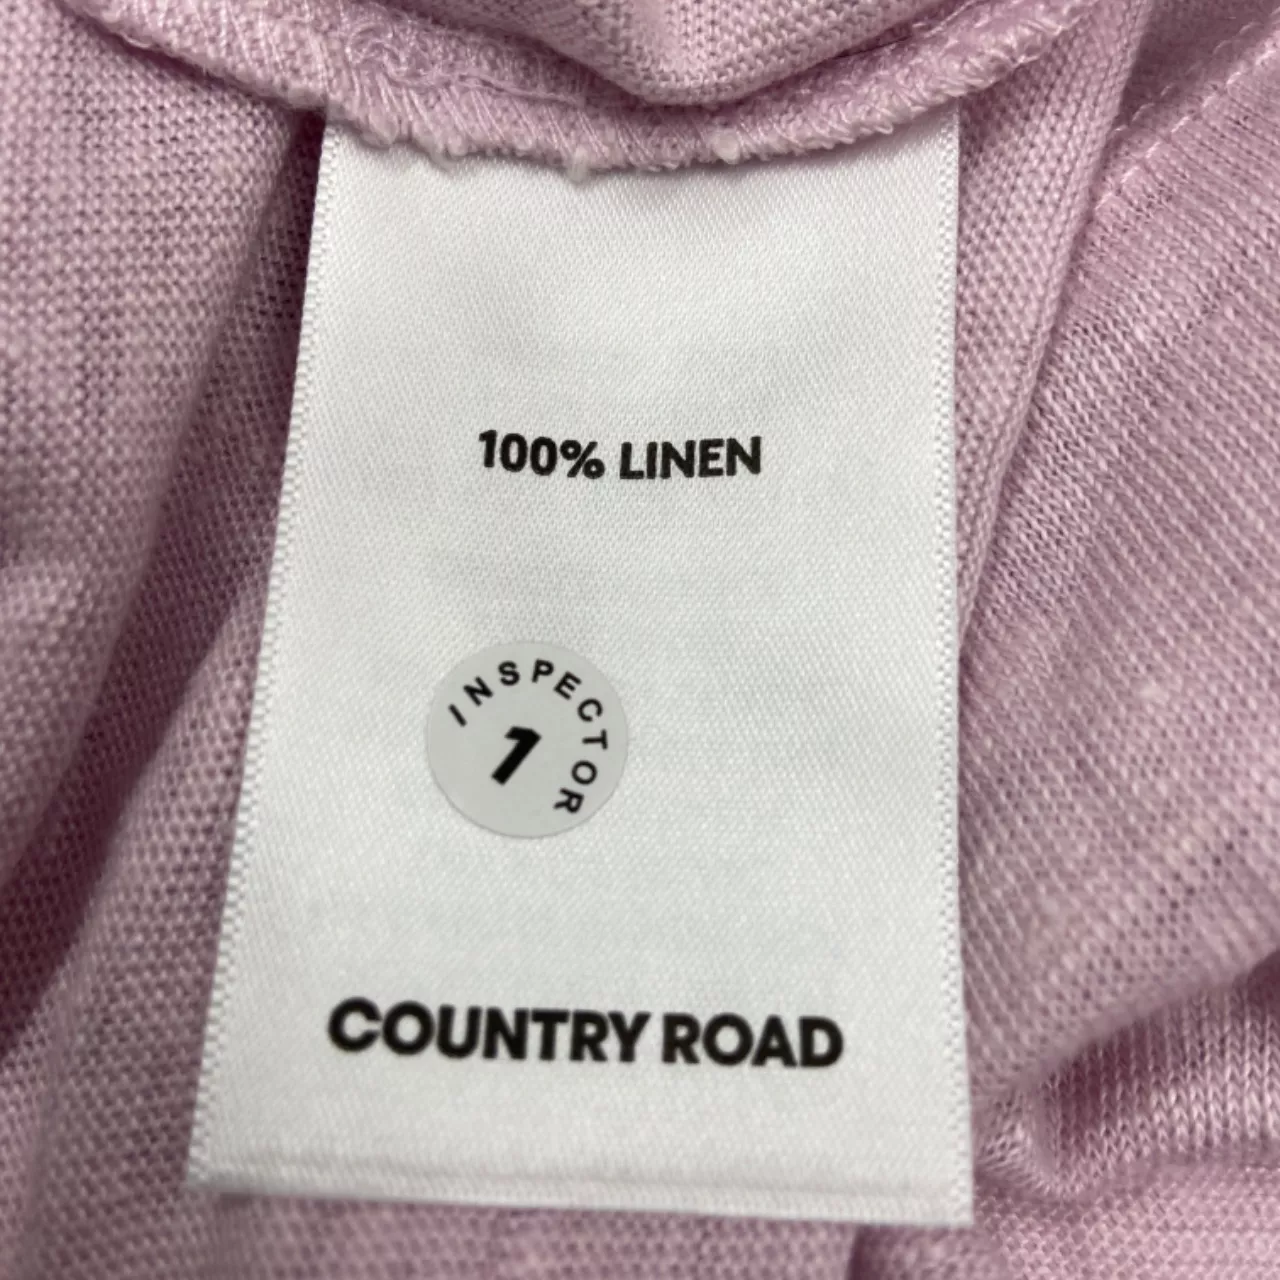 100% LINEN
INSPECTOR
1
COUNTRY ROAD